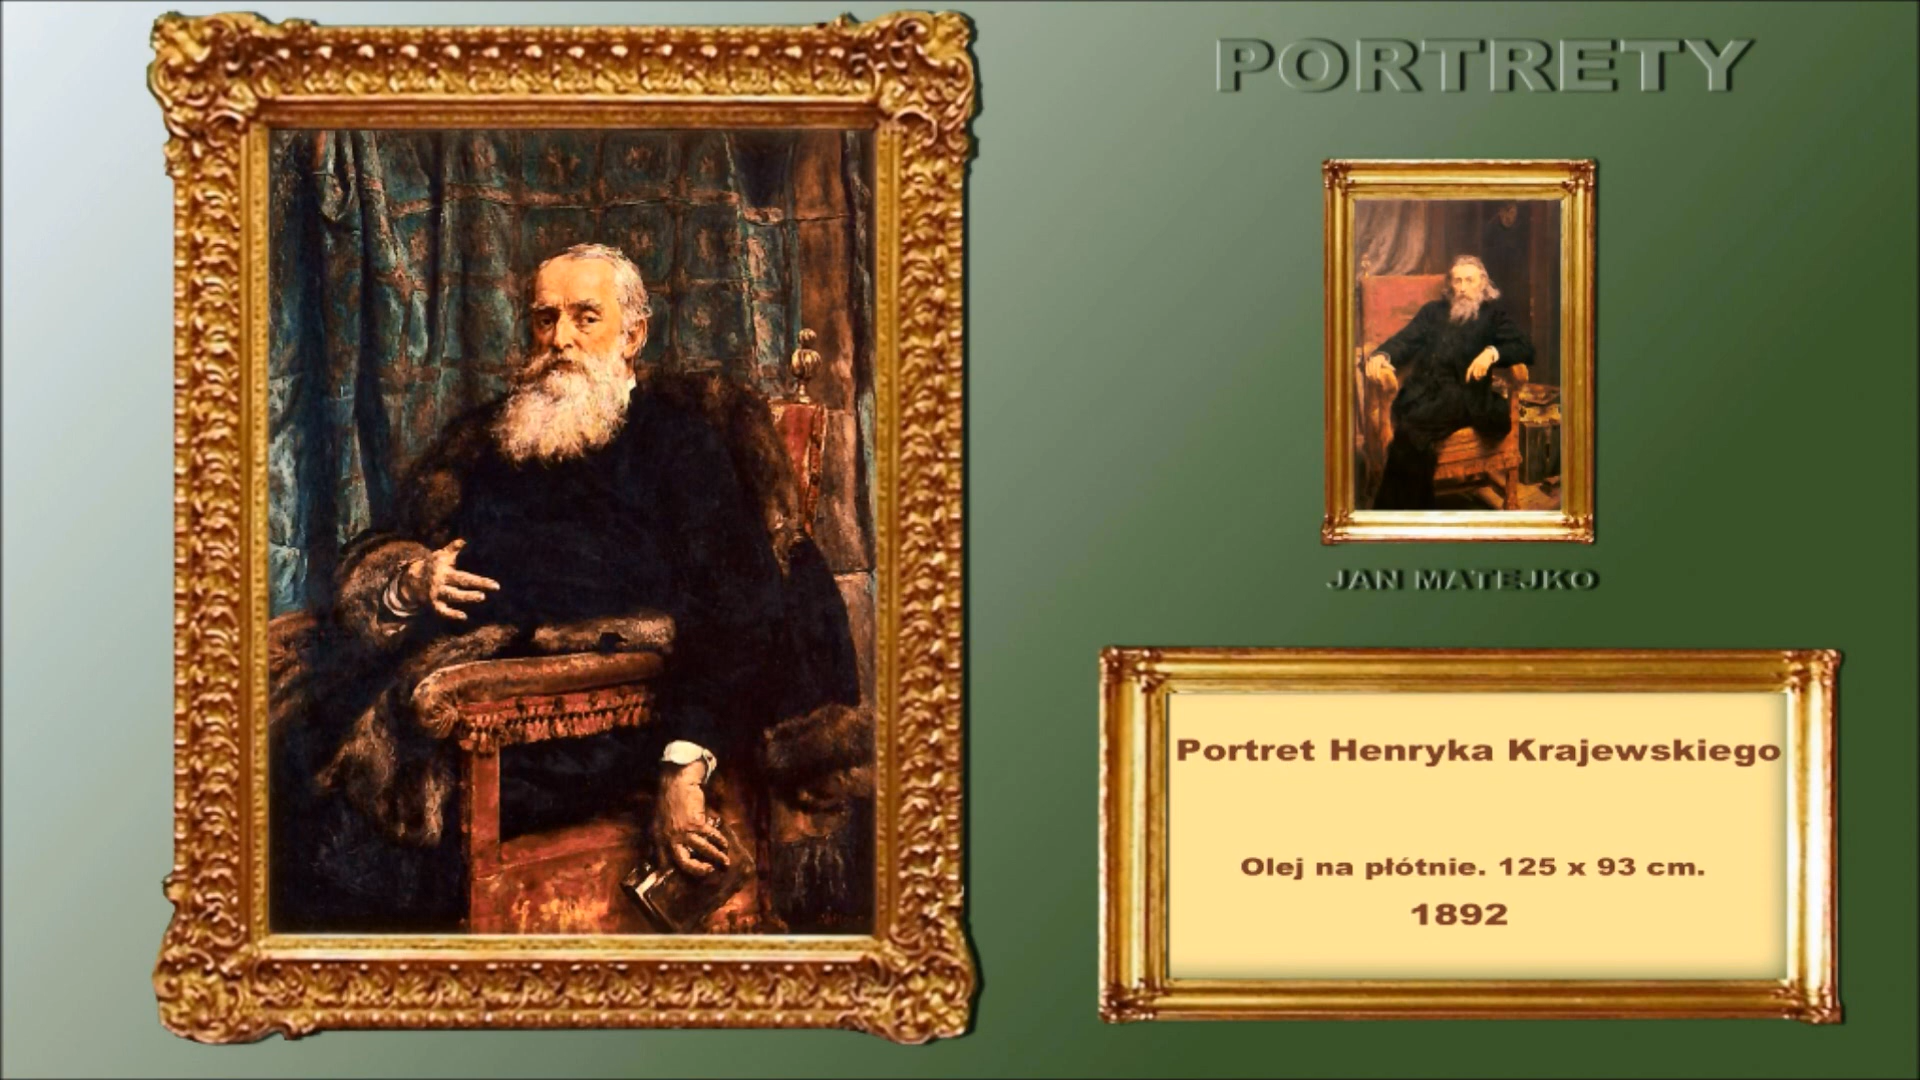 PORTRETY
JAN MATEJKO
Portret Henryka Krajewskiego
Olej na płótnie. 125 x 93 cm.
1892